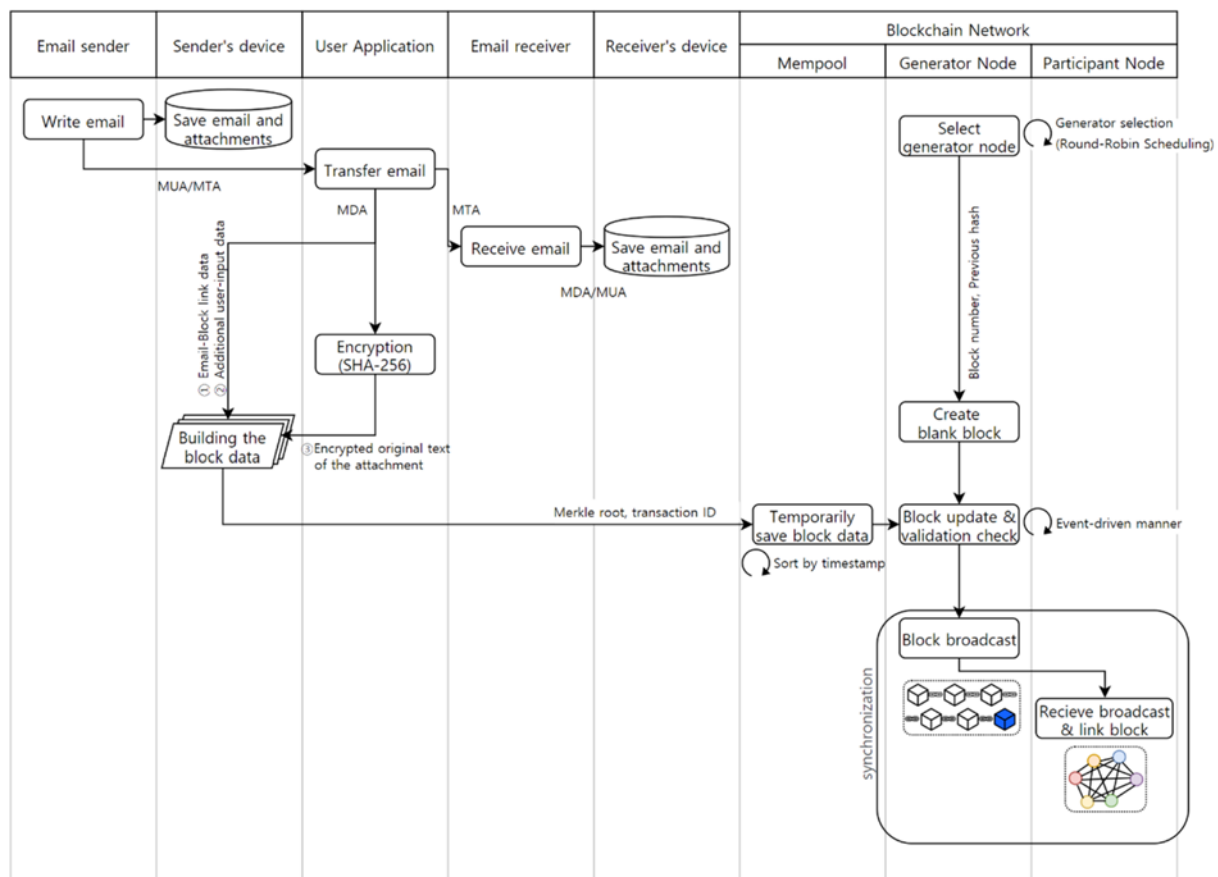 Email sender
Sender's device
User Application
Email receiver
Receiver's device
Blockchain Network
Mempool
Generator Node
Participant Node
Write email
Save email and
attachments
Select
generator node
Generator selection
(Round-Robin Scheduling)
Transfer email
MUA/MTA
MDA
MTA
Receive email
Save email and
attachments
MDA/MUA
① Email-Block link data
② Additional user-input data
Block number, Previous hash
Encryption
(SHA-256)
Create
blank block
Building the
block data
③Encrypted original text
of the attachment
Merkle root, transaction ID
Temporarily
save block data
Block update &
validation check
Event-driven manner
Sort by timestamp
synchronization
Block broadcast
Recieve broadcast
& link block